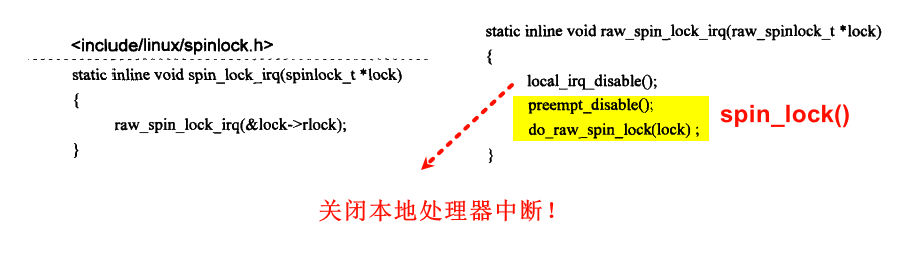 <include/linux/spinlock.h>
static inline void spin_lock_irq(spinlock_t *lock)
{
raw_spin_lock_irq(&lock->rlock);
}
static inline void raw_spin_lock_irq(raw_spinlock_t *lock)
{
local_irq_disable();
preempt_disable();
do_raw_spin_lock(lock) ;
}
spin_lock()
关闭本地处理器中断！